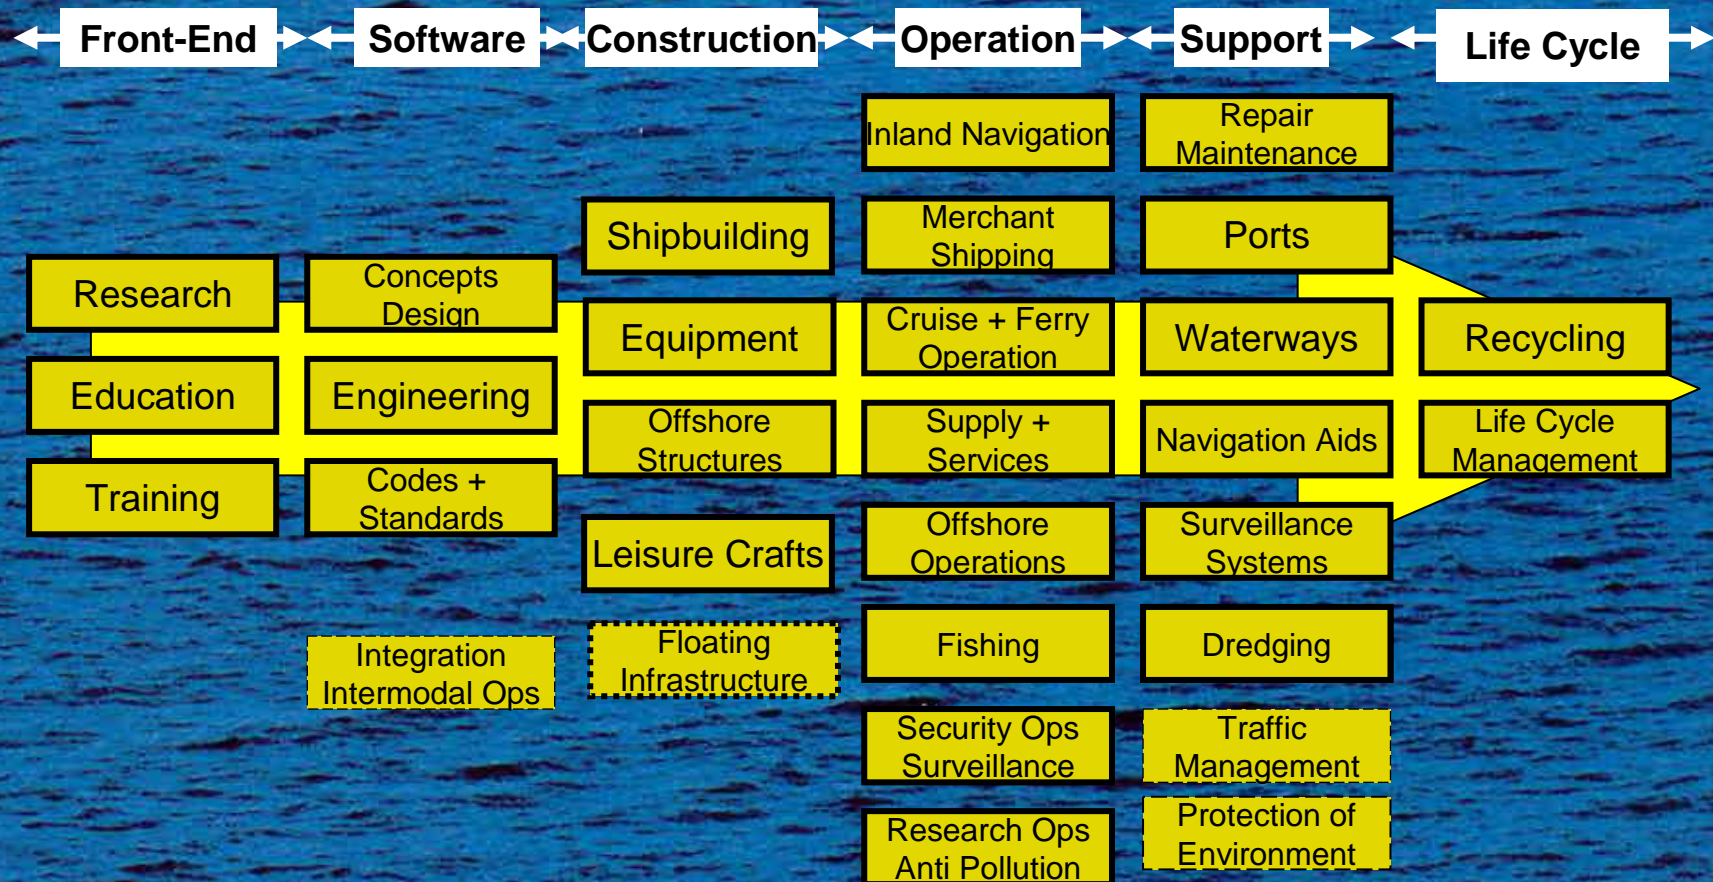 Front-End
Software
Construction
Operation
Support
Life Cycle
Research
Education
Training
Concepts
Design
Engineering
Codes +
Standards
Integration
Intermodal Ops
Shipbuilding
Equipment
Offshore
Structures
Leisure Crafts
Floating
Infrastructure
Inland Navigation
Merchant
Shipping
Cruise + Ferry
Operation
Supply +
Services
Offshore
Operations
Fishing
Security Ops
Surveillance
Research Ops
Anti Pollution
Repair
Maintenance
Ports
Waterways
Navigation Aids
Surveillance
Systems
Dredging
Traffic
Management
Protection of
Environment
Recycling
Life Cycle
Management